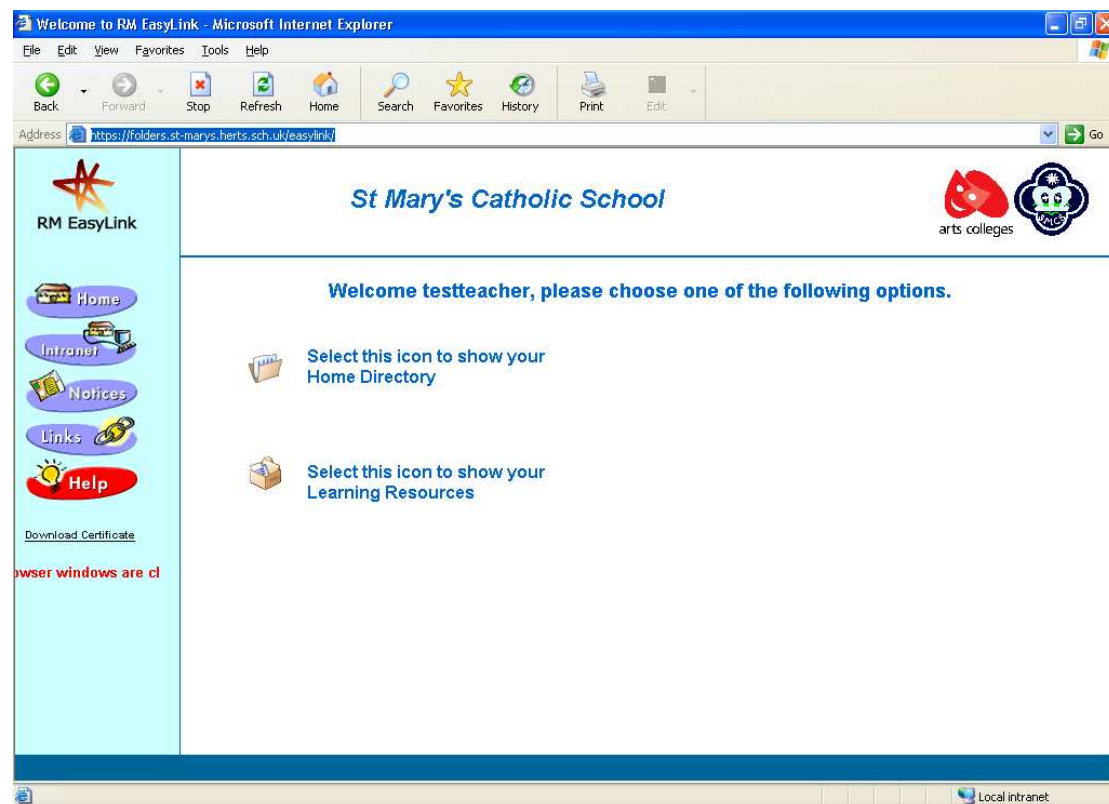 Welcome to RM EasyLink - Microsoft Internet Explorer
File Edit View Favorites Tools Help
Back Forward Stop Refresh Home Search Favorites History Print Edit
Address https://folders.st-marys.herts.sch.uk/easylink/ Go
RM EasyLink
St Mary's Catholic School
arts colleges
Home
Intranet
Notices
Links
Help
Download Certificate
owser windows are cl
Welcome testteacher, please choose one of the following options.
Select this icon to show your
Home Directory
Select this icon to show your
Learning Resources
Local intranet